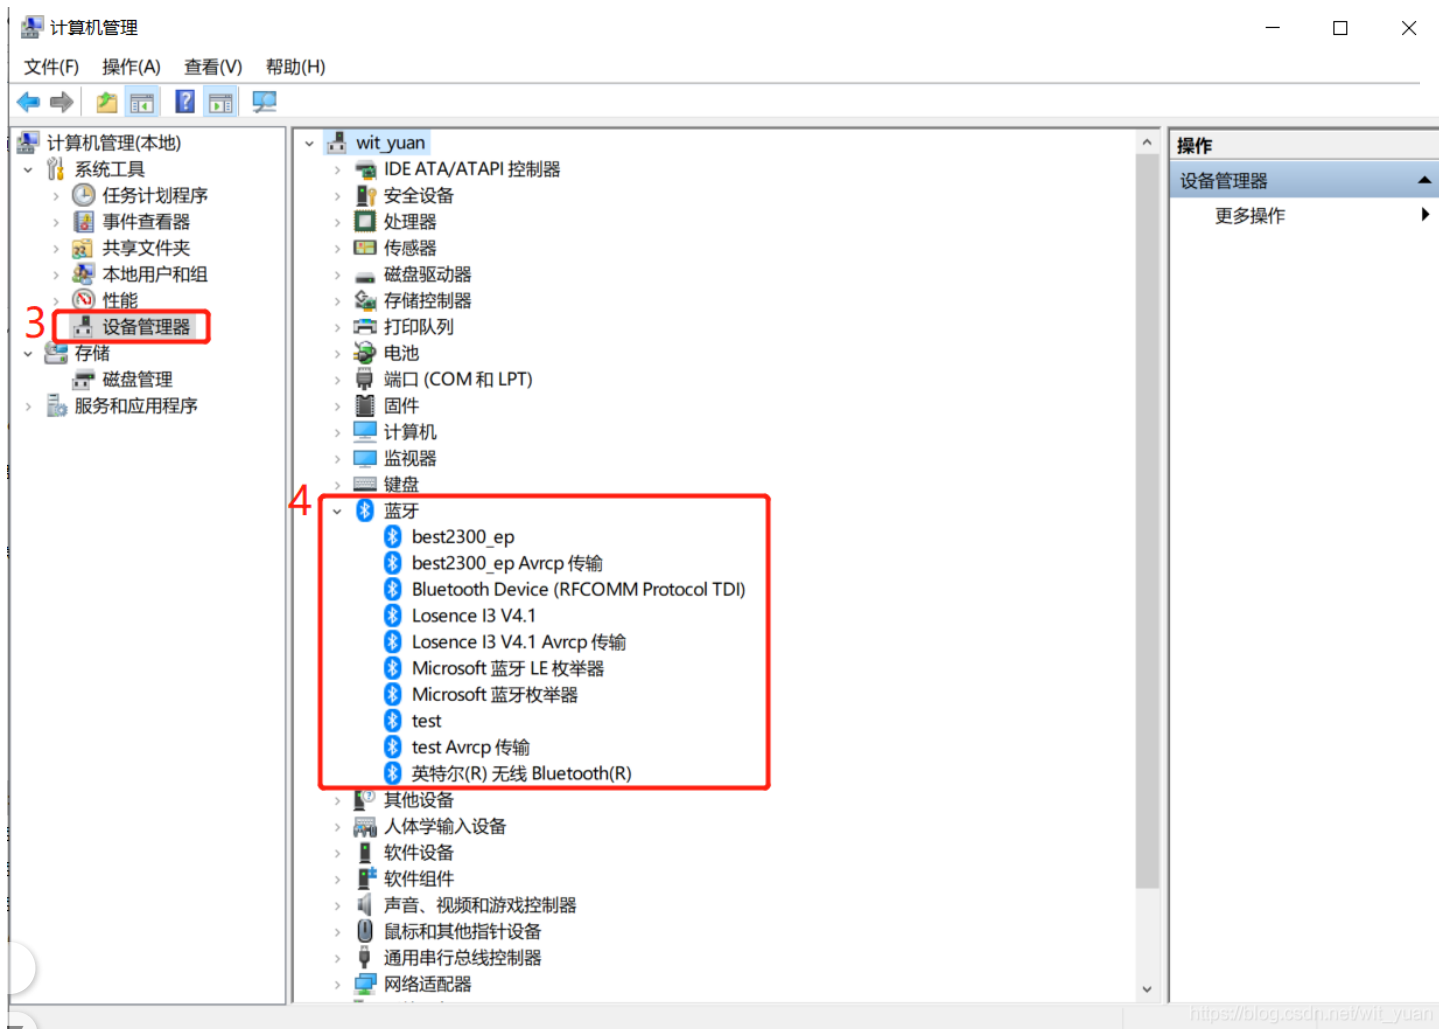 计算机管理
文件(F) 操作(A) 查看(V) 帮助(H)
计算机管理(本地)
系统工具
任务计划程序
事件查看器
共享文件夹
本地用户和组
性能
3
设备管理器
存储
磁盘管理
服务和应用程序
wit_yuan
IDE ATA/ATAPI 控制器
安全设备
处理器
传感器
磁盘驱动器
存储控制器
打印队列
电池
端口 (COM 和 LPT)
固件
计算机
监视器
键盘
4
蓝牙
best2300_ep
best2300_ep Avrcp 传输
Bluetooth Device (RFCOMM Protocol TDI)
Losence I3 V4.1
Losence I3 V4.1 Avrcp 传输
Microsoft 蓝牙 LE 枚举器
Microsoft 蓝牙枚举器
test
test Avrcp 传输
英特尔(R) 无线 Bluetooth(R)
其他设备
人体学输入设备
软件设备
软件组件
声音、视频和游戏控制器
鼠标和其他指针设备
通用串行总线控制器
网络适配器
操作
设备管理器
更多操作
https://blog.csdn.net/wit_yuan